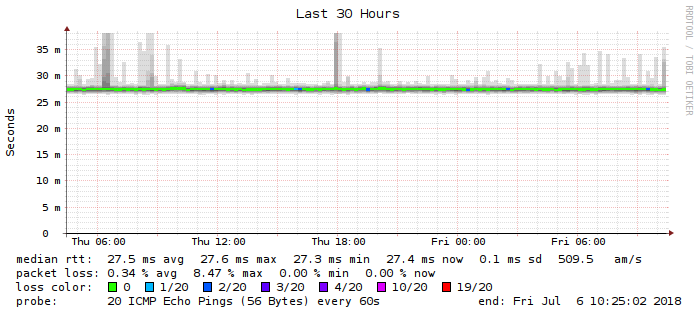 Last 30 Hours
RRDTOOL / TOBI OETIKER
Seconds
35 m
30 m
25 m
20 m
15 m
10 m
5 m
0
Thu 06:00 Thu 12:00 Thu 18:00 Fri 00:00 Fri 06:00
median rtt: 27.5 ms avg 27.6 ms max 27.3 ms min 27.4 ms now 0.1 ms sd 509.5 am/s
packet loss: 0.34 % avg 8.47 % max 0.00 % min 0.00 % now
loss color: 0 1/20 2/20 3/20 4/20 10/20 19/20
probe: 20 ICMP Echo Pings (56 Bytes) every 60s end: Fri Jul 6 10:25:02 2018